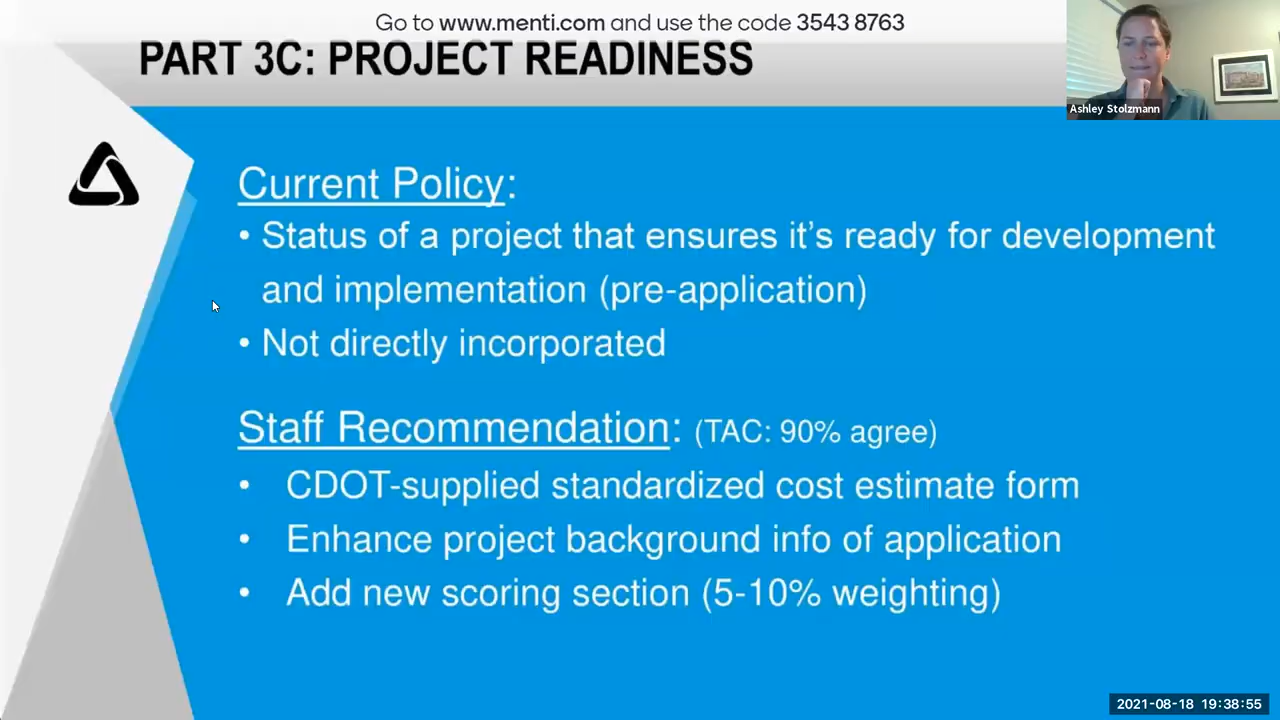 Go to www.menti.com and use the code 3543 8763
PART 3C: PROJECT READINESS
Ashley Stolzmann
Current Policy:
• Status of a project that ensures it’s ready for development
and implementation (pre-application)
• Not directly incorporated
Staff Recommendation: (TAC: 90% agree)
• CDOT-supplied standardized cost estimate form
• Enhance project background info of application
• Add new scoring section (5-10% weighting)
2021-08-18 19:38:55